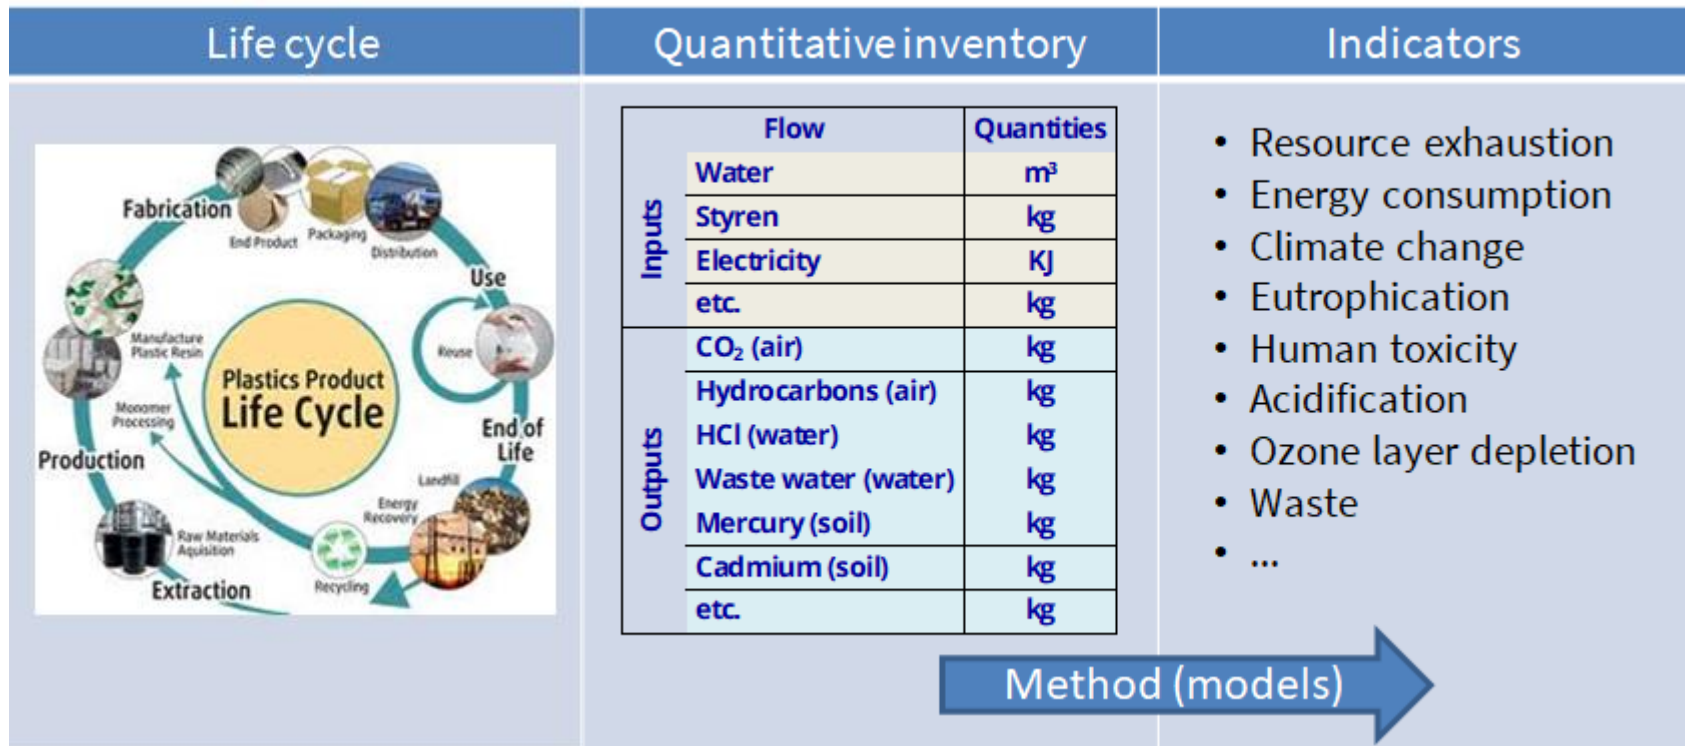 Life cycle
Quantitative inventory
Indicators
Fabrication
End Product
Packaging
Distribution
Use
Reuse
Manufacture
Plastic Resin
Plastics Product
Life Cycle
Monomer
Processing
Production
End of
Life
Landfill
Energy
Recovery
Raw Materials
Aquisition
Recycling
Extraction
Flow Quantities
Inputs
Water m³
Styren kg
Electricity KJ
etc. kg
Outputs
CO₂ (air) kg
Hydrocarbons (air) kg
HCl (water) kg
Waste water (water) kg
Mercury (soil) kg
Cadmium (soil) kg
etc. kg
• Resource exhaustion
• Energy consumption
• Climate change
• Eutrophication
• Human toxicity
• Acidification
• Ozone layer depletion
• Waste
• ...
Method (models)